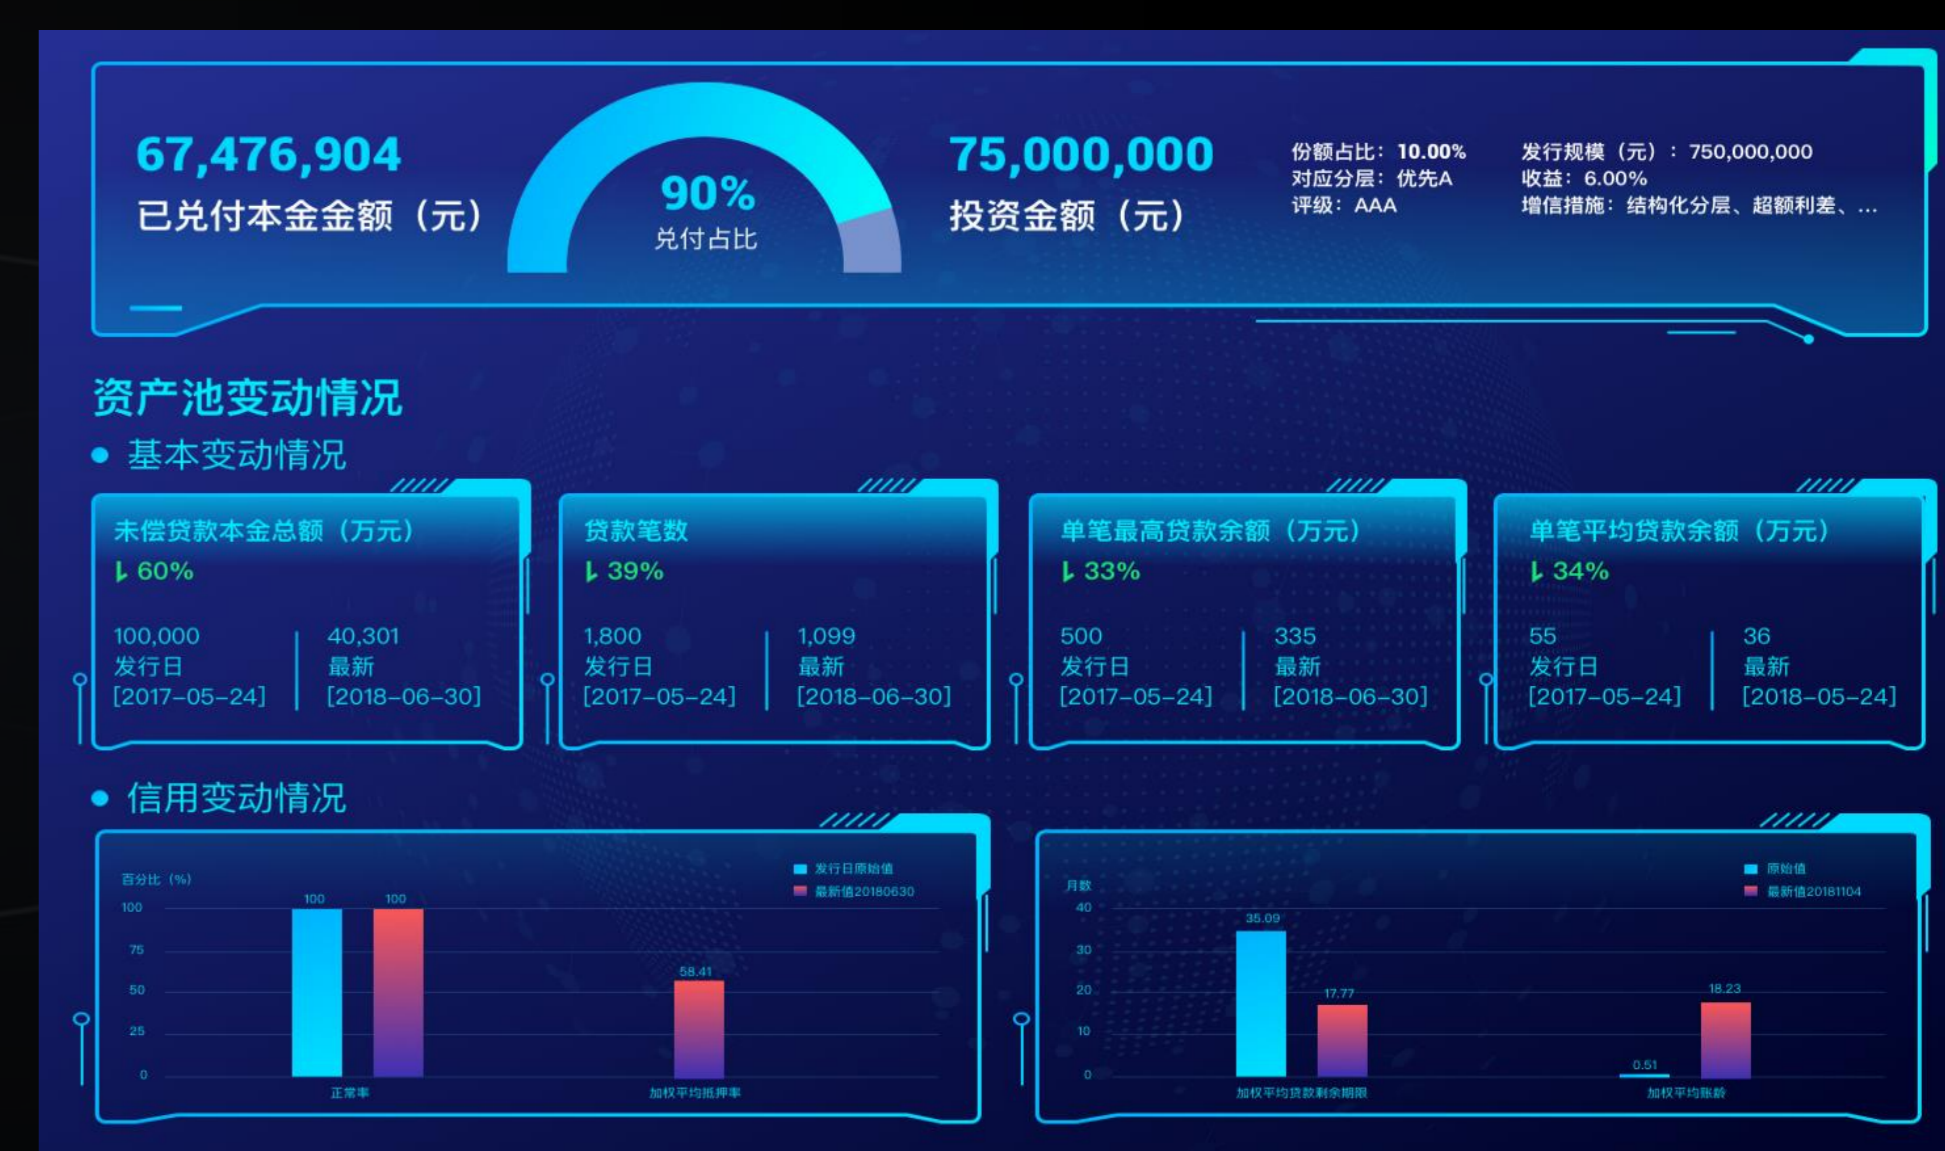 67,476,904
已兑付本金金额（元）
90%
兑付占比
75,000,000
投资金额（元）
份额占比：10.00%
对应分层：优先A
评级：AAA
发行规模（元）：750,000,000
收益：6.00%
增信措施：结构化分层、超额利差、...
资产池变动情况
基本变动情况
未偿贷款本金总额（万元）
60%
100,000
发行日
[2017-05-24]
40,301
最新
[2018-06-30]
贷款笔数
39%
1,800
发行日
[2017-05-24]
1,099
最新
[2018-06-30]
单笔最高贷款余额（万元）
33%
500
发行日
[2017-05-24]
335
最新
[2018-06-30]
单笔平均贷款余额（万元）
34%
55
发行日
[2017-05-24]
36
最新
[2018-05-24]
信用变动情况
发行日原始值
最新值20180630
百分比（%）
100
75
50
25
0
100
100
58.41
正常率
加权平均抵押率
原始值
最新值20181104
月数
40
30
20
10
0
35.09
17.77
0.51
18.23
加权平均贷款剩余期限
加权平均账龄